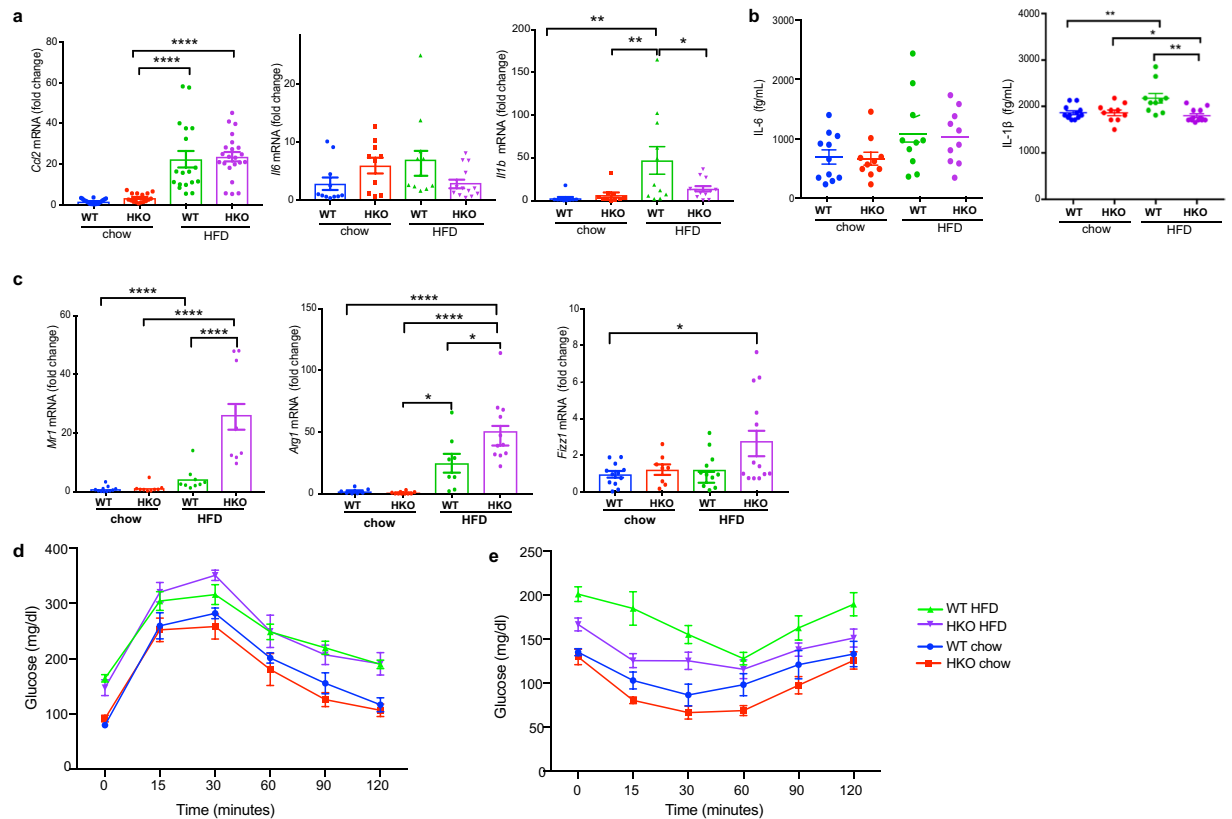 a
Ccl2 mRNA (fold change)
80
60
40
20
0
****
****
WT HKO WT HKO
chow HFD
Il6 mRNA (fold change)
20
10
0
WT HKO WT HKO
chow HFD
Il1b mRNA (fold change)
200
150
100
50
0
**
** *
WT HKO WT HKO
chow HFD
b
IL-6 (fg/mL)
3000
2000
1000
0
WT HKO WT HKO
chow HFD
IL-1β (fg/mL)
4000
3000
2000
1000
0
**
*
**
WT HKO WT HKO
chow HFD
c
Mr1 mRNA (fold change)
60
40
20
0
****
****
****
WT HKO WT HKO
chow HFD
Arg1 mRNA (fold change)
150
100
50
0
****
****
*
*
WT HKO WT HKO
chow HFD
Fizz1 mRNA (fold change)
10
8
6
4
2
0
*
WT HKO WT HKO
chow HFD
d
Glucose (mg/dl)
400
300
200
100
0
0 15 30 60 90 120
Time (minutes)
e
Glucose (mg/dl)
250
200
150
100
50
0
0 15 30 60 90 120
Time (minutes)
WT HFD
HKO HFD
WT chow
HKO chow